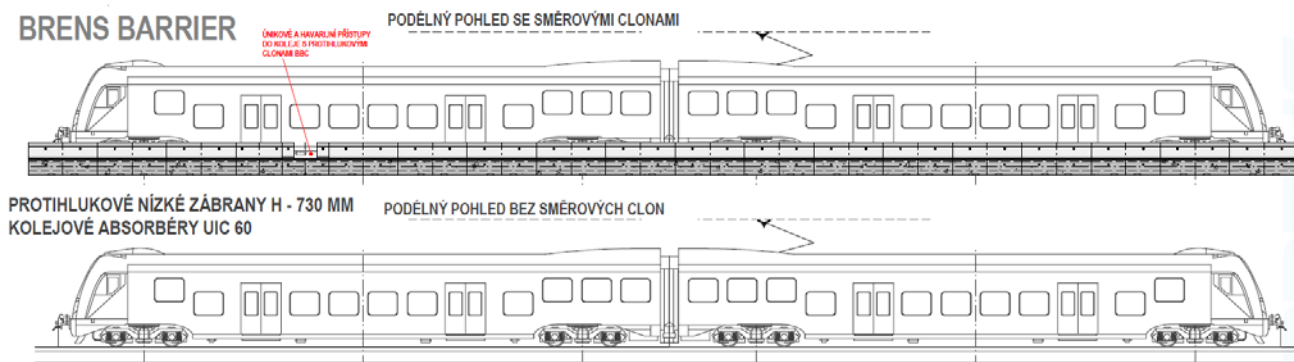 BRENS BARRIER
PODÉLNÝ POHLED SE SMĚROVÝMI CLONAMI
ÚNIKOVÉ A HAVARIJNÍ PŘÍSTUPY
DO KOLEJE S PROTIHLUKOVÝMI
CLONAMI BBC
PROTIHLUKOVÉ NÍZKÉ ZÁBRANY H - 730 MM
KOLEJOVÉ ABSORBÉRY UIC 60
PODÉLNÝ POHLED BEZ SMĚROVÝCH CLON